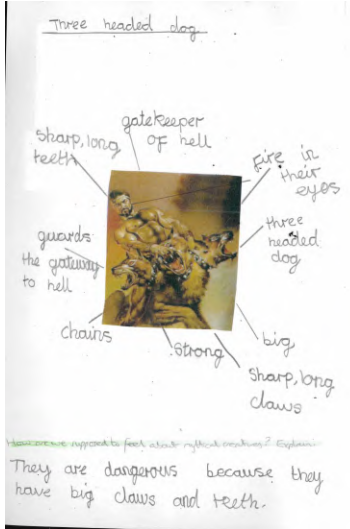 Three headed dog
gatekeeper
of hell
Sharp, long
teeth
Fire in
their
eyes
guards
the gateway
to hell
three
headed
dog
chains
Strong
big
Sharp, long
claws
How are we supposed to feel about mythical creatures? Explain
They are dangerous because they
have big claws and teeth.